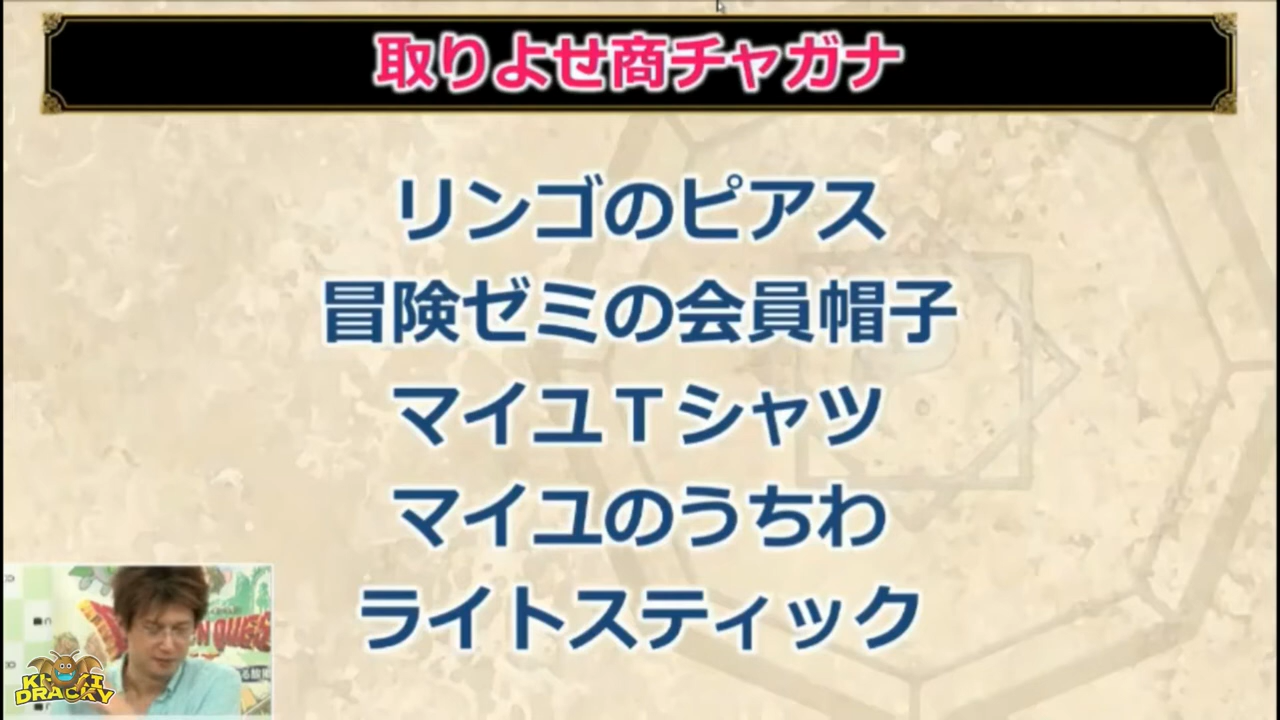 取りよせ商チャガナ
リンゴのピアス
冒険ゼミの会員帽子
マイユTシャツ
マイユのうちわ
ライトスティック
DRACKY